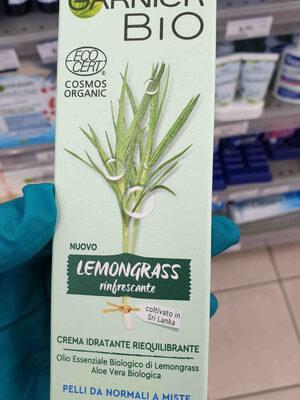 GARNIER
BIO
ECO
CERT
COSMOS
ORGANIC
NUOVO
LEMONGRASS
rinfrescante
coltivato in
Sri Lanka
CREMA IDRATANTE RIEQUILIBRANTE
Olio Essenziale Biologico di Lemongrass
Aloe Vera Biologica
PELLI DA NORMALI A MISTE